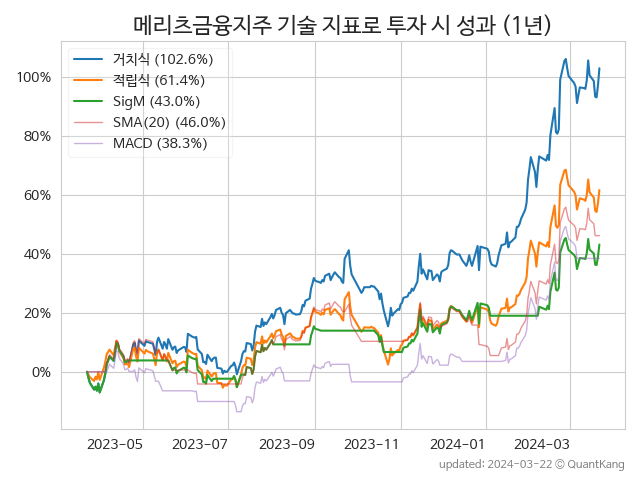 메리츠금융지주 기술 지표로 투자 시 성과 (1년)
거치식 (102.6%)
적립식 (61.4%)
SigM (43.0%)
SMA(20) (46.0%)
MACD (38.3%)
100%
80%
60%
40%
20%
0%
2023-05 2023-07 2023-09 2023-11 2024-01 2024-03
updated: 2024-03-22 © QuantKang